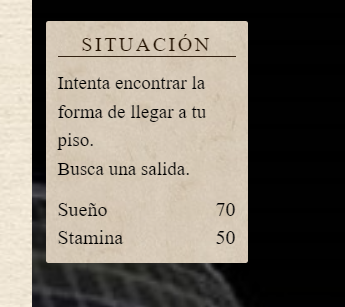 SITUACIÓN
Intenta encontrar la
forma de llegar a tu
piso.
Busca una salida.
Sueño 70
Stamina 50